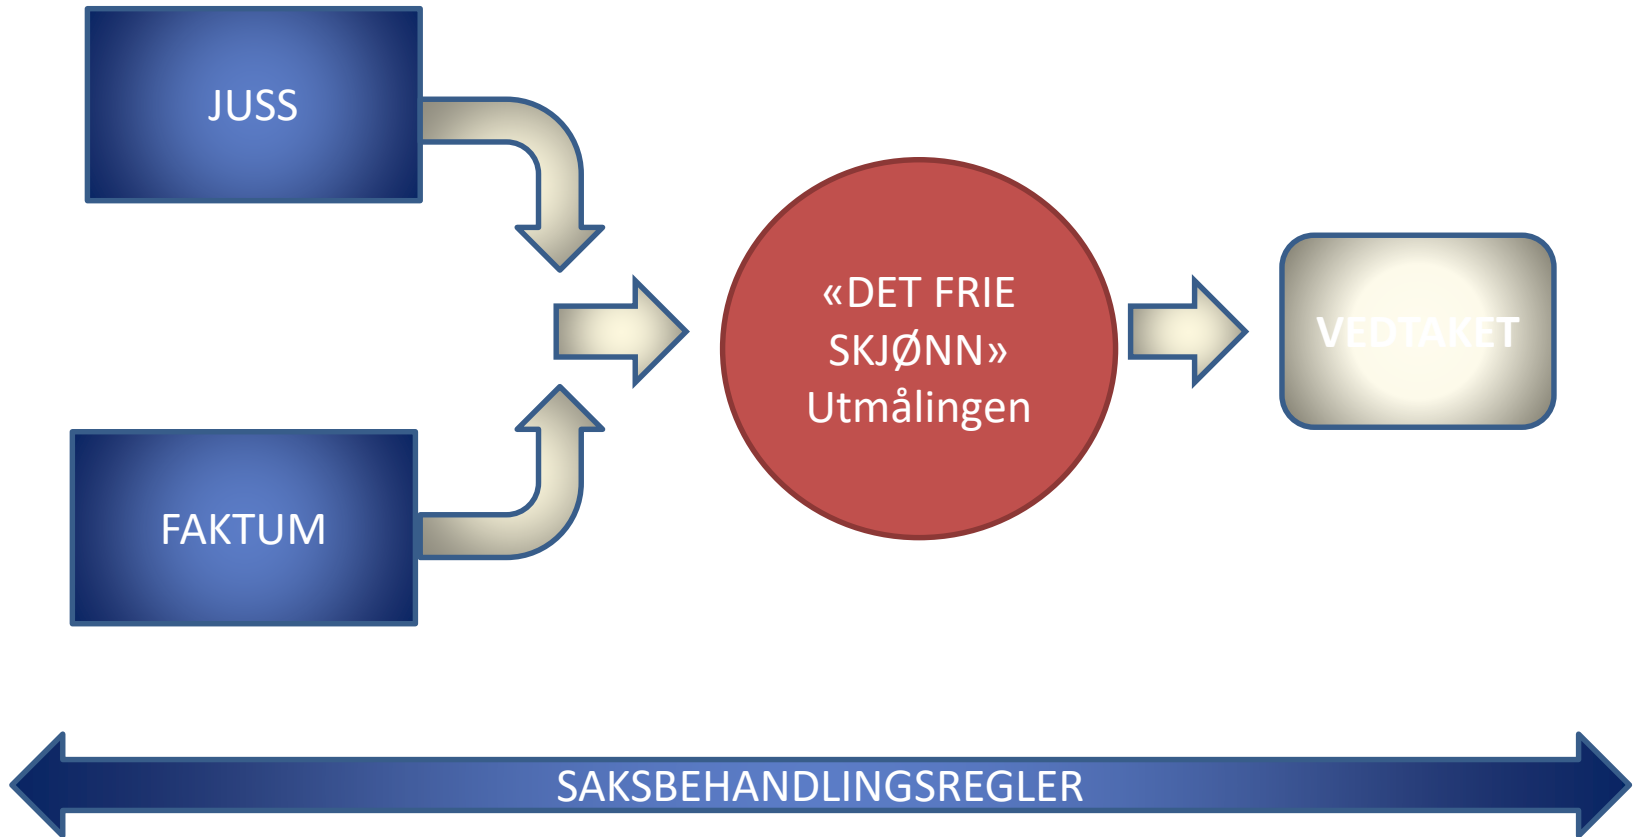 JUSS
FAKTUM
«DET FRIE
SKJØNN»
Utmålingen
VEDTAKET
SAKSBEHANDLINGSREGLER